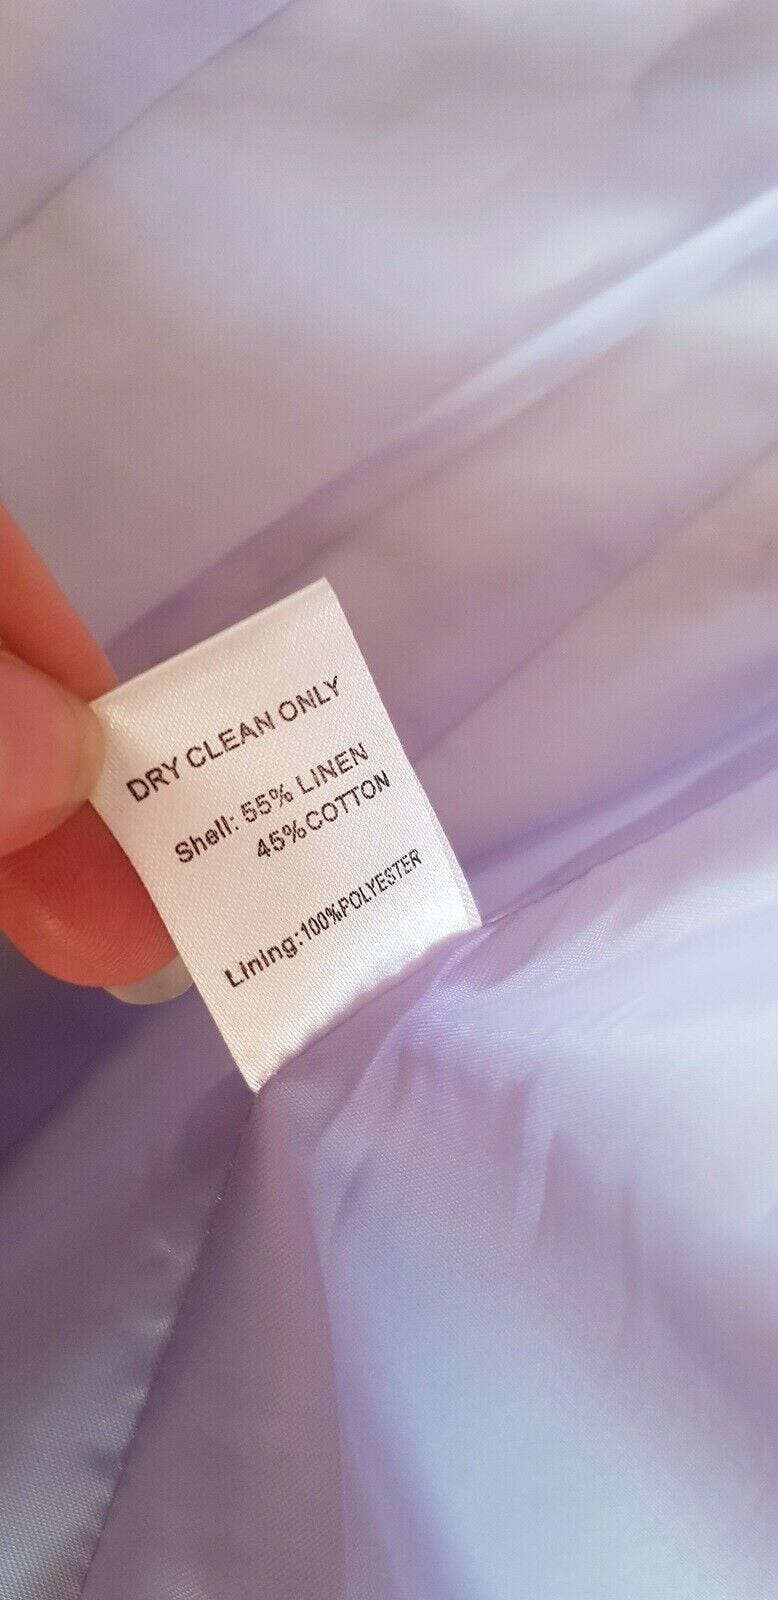 DRY CLEAN ONLY
Shell: 55% LINEN
45%COTTON
Lining:100%POLYESTER